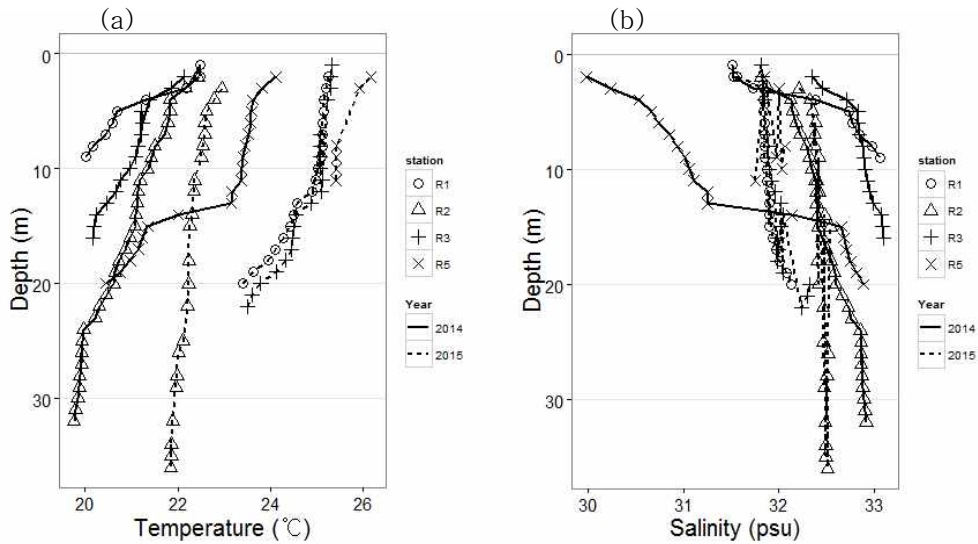 (a)
0
10
20
30
Depth (m)
20
22
24
26
Temperature (℃)
station
R1
R2
R3
R5
Year
2014
2015
(b)
0
10
20
30
Depth (m)
30
31
32
33
Salinity (psu)
station
R1
R2
R3
R5
Year
2014
2015